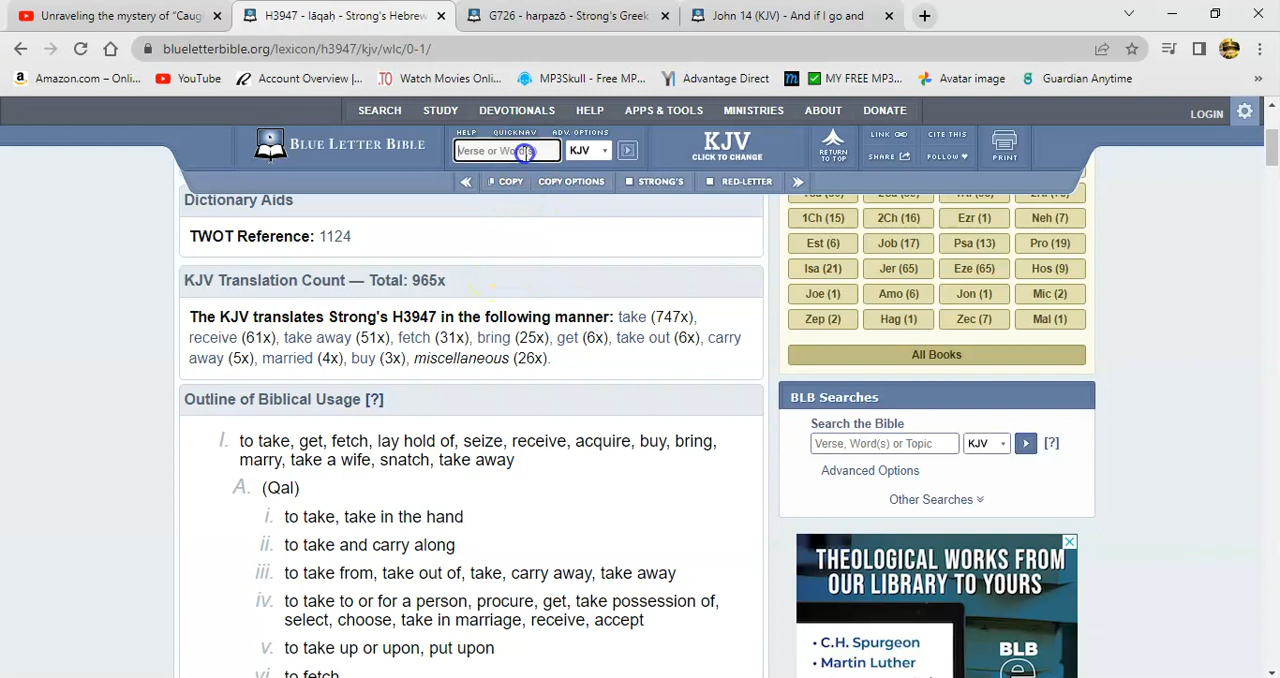 Unraveling the mystery of "Caug
H3947 - lāqaḥ - Strong's Hebrew
G726 - harpazō - Strong's Greek
John 14 (KJV) - And if I go and
blueletterbible.org/lexicon/h3947/kjv/wlc/0-1/
Amazon.com – Onli...
YouTube
Account Overview |...
Watch Movies Onli...
MP3Skull - Free MP...
Advantage Direct
MY FREE MP3...
Avatar image
Guardian Anytime
»
SEARCH STUDY DEVOTIONALS HELP APPS & TOOLS MINISTRIES ABOUT DONATE
LOGIN
BLUE LETTER BIBLE
HELP QUICKNAV ADV. OPTIONS
Verse or Word(s)
KJV
KJV
CLICK TO CHANGE
RETURN
TO TOP
LINK
CITE THIS
SHARE
FOLLOW
PRINT
COPY COPY OPTIONS STRONG'S RED-LETTER
Dictionary Aids
TWOT Reference: 1124
KJV Translation Count — Total: 965x
The KJV translates Strong's H3947 in the following manner: take (747x),
receive (61x), take away (51x), fetch (31x), bring (25x), get (6x), take out (6x), carry
away (5x), married (4x), buy (3x), miscellaneous (26x).
Outline of Biblical Usage [?]
I. to take, get, fetch, lay hold of, seize, receive, acquire, buy, bring,
marry, take a wife, snatch, take away
A. (Qal)
i. to take, take in the hand
ii. to take and carry along
iii. to take from, take out of, take, carry away, take away
iv. to take to or for a person, procure, get, take possession of,
select, choose, take in marriage, receive, accept
v. to take up or upon, put upon
vi. to fetch
1Ch (15) 2Ch (16) Ezr (1) Neh (7)
Est (6) Job (17) Psa (13) Pro (19)
Isa (21) Jer (65) Eze (65) Hos (9)
Joe (1) Amo (6) Jon (1) Mic (2)
Zep (2) Hag (1) Zec (7) Mal (1)
All Books
BLB Searches
Search the Bible
Verse, Word(s) or Topic
KJV
[?]
Advanced Options
Other Searches
THEOLOGICAL WORKS FROM
OUR LIBRARY TO YOURS
• C.H. Spurgeon
• Martin Luther
BLB